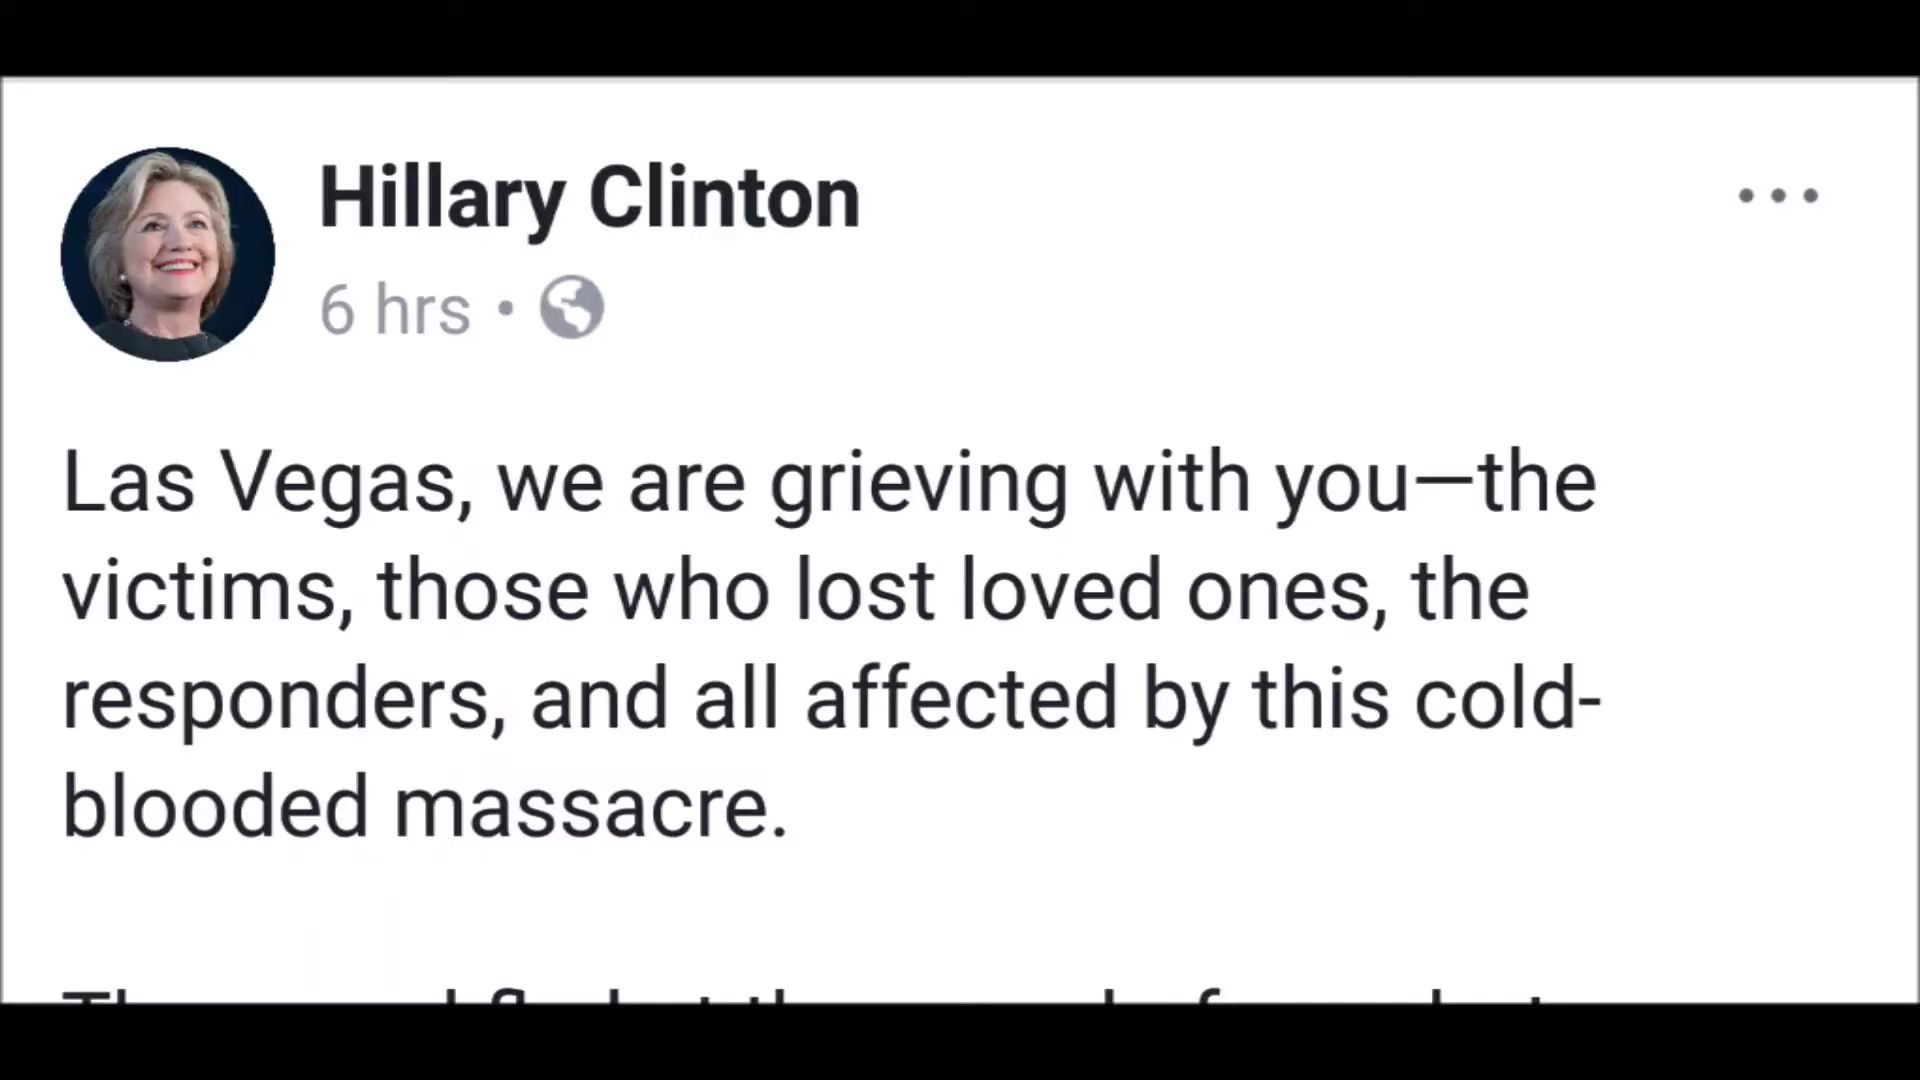 Hillary Clinton
6 hrs •
Las Vegas, we are grieving with you—the
victims, those who lost loved ones, the
responders, and all affected by this cold-
blooded massacre.